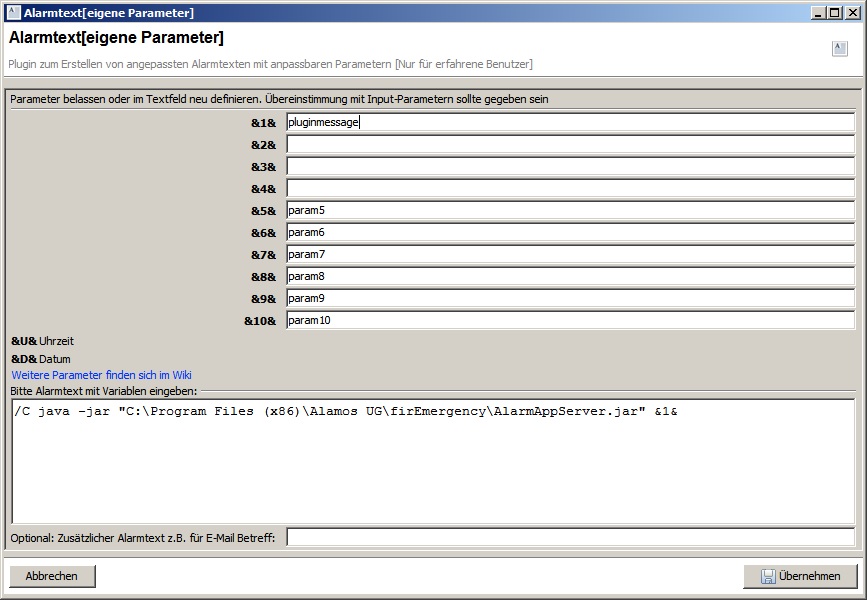 Alarmtext[eigene Parameter]
Alarmtext[eigene Parameter]
Plugin zum Erstellen von angepassten Alarmtexten mit anpassbaren Parametern [Nur für erfahrene Benutzer]
Parameter belassen oder im Textfeld neu definieren. Übereinstimmung mit Input-Parametern sollte gegeben sein
&1& pluginmessage
&2&
&3&
&4&
&5& param5
&6& param6
&7& param7
&8& param8
&9& param9
&10& param10
&U& Uhrzeit
&D& Datum
Weitere Parameter finden sich im Wiki
Bitte Alarmtext mit Variablen eingeben:
/C java -jar "C:\Program Files (x86)\Alamos UG\firEmergency\AlarmAppServer.jar" &1&
Optional: Zusätzlicher Alarmtext z.B. für E-Mail Betreff:
Abbrechen Übernehmen